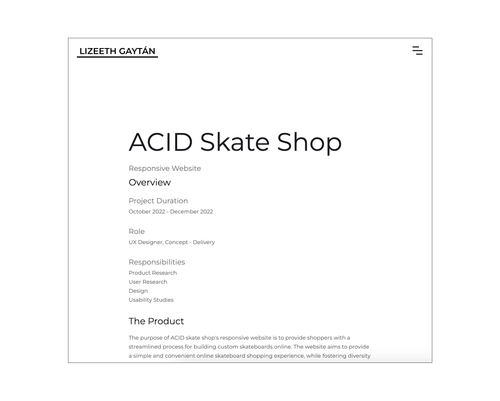 LIZEETH GAYTÁN
ACID Skate Shop
Responsive Website
Overview
Project Duration
October 2022 - December 2022
Role
UX Designer, Concept - Delivery
Responsibilities
Product Research
User Research
Design
Usability Studies
The Product
The purpose of ACID skate shop's responsive website is to provide shoppers with a
streamlined process for building custom skateboards online. The website aims to provide
a simple and convenient online skateboard shopping experience, while fostering diversity